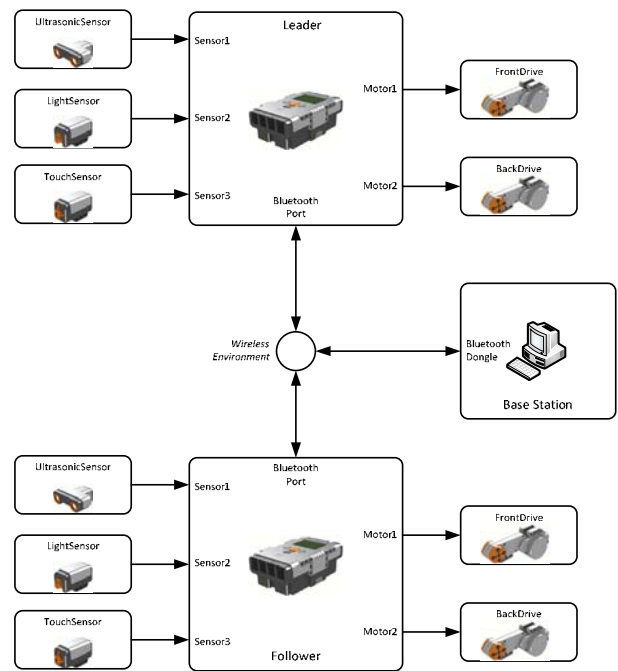 UltrasonicSensor
Leader
Sensor1
LightSensor
Sensor2
TouchSensor
Sensor3
Motor1
FrontDrive
BackDrive
Motor2
Bluetooth
Port
Wireless
Environment
Bluetooth
Dongle
Base Station
Bluetooth
Port
UltrasonicSensor
Sensor1
LightSensor
Sensor2
TouchSensor
Sensor3
Motor1
FrontDrive
BackDrive
Motor2
Follower